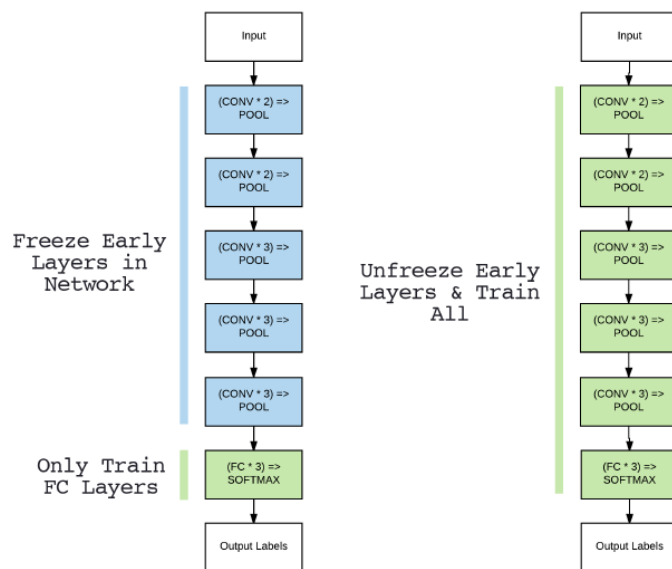 Input
(CONV * 2) =>
POOL
(CONV * 2) =>
POOL
(CONV * 3) =>
POOL
(CONV * 3) =>
POOL
(CONV * 3) =>
POOL
(FC * 3) =>
SOFTMAX
Output Labels
Freeze Early
Layers in
Network
Only Train
FC Layers
Input
(CONV * 2) =>
POOL
(CONV * 2) =>
POOL
(CONV * 3) =>
POOL
(CONV * 3) =>
POOL
(CONV * 3) =>
POOL
(FC * 3) =>
SOFTMAX
Output Labels
Unfreeze Early
Layers & Train
All